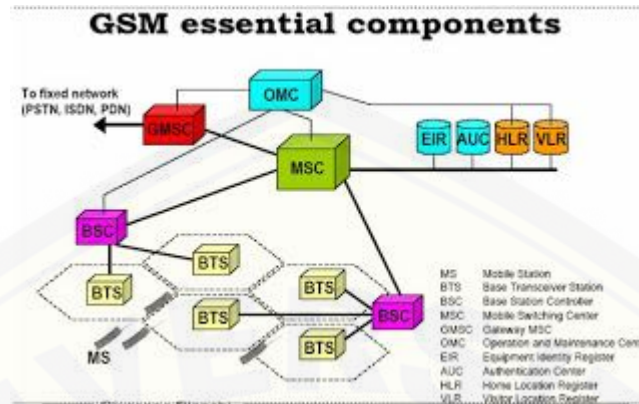 GSM essential components
To fixed network
(PSTN, ISDN, PDN)
OMC
GMSC
EIR
AUC
HLR
VLR
MSC
BSC
BTS
BTS
BTS
BTS
BSC
BTS
MS
MS Mobile Station
BTS Base Transceiver Station
BSC Base Station Controller
MSC Mobile Switching Center
GMSC Gateway MSC
OMC Operation and Maintenance Cent
EIR Equipment Identity Register
AUC Authentication Center
HLR Home Location Register
VLR Visitor Location Register